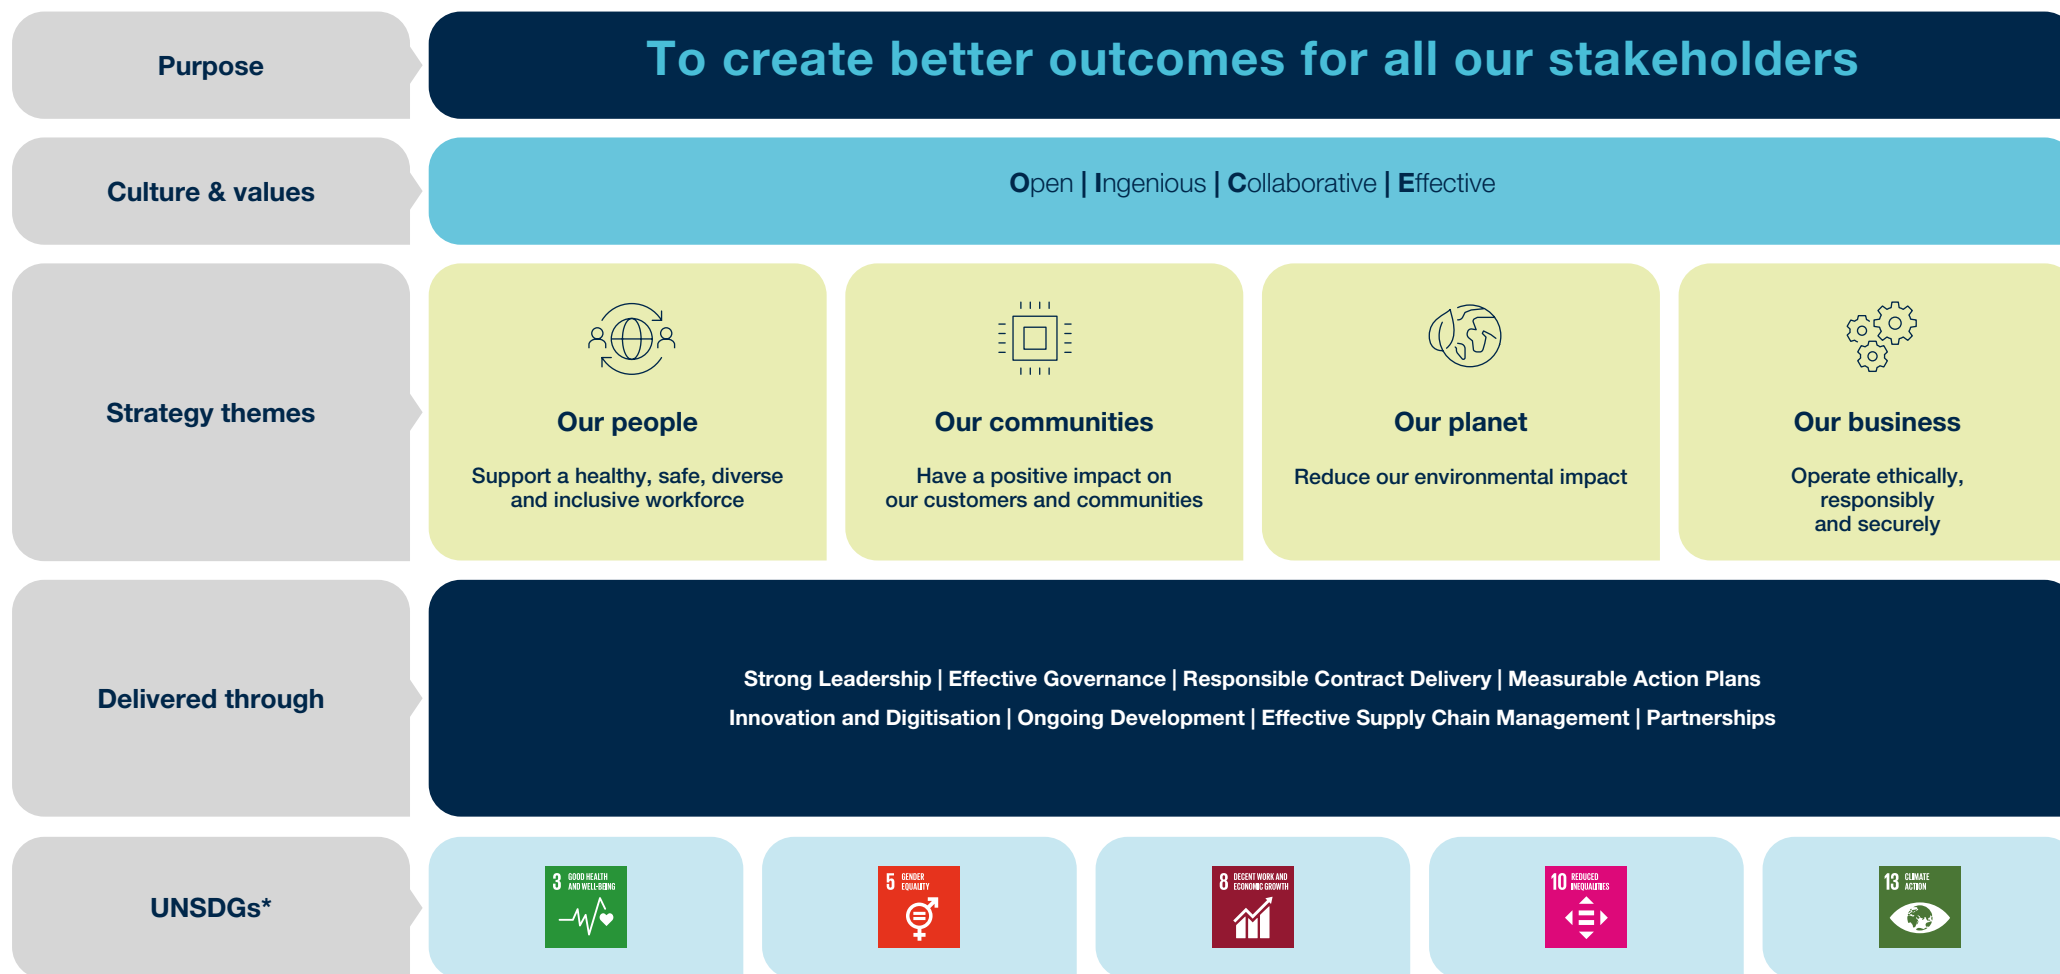 Purpose
To create better outcomes for all our stakeholders
Culture & values
Open | Ingenious | Collaborative | Effective
Strategy themes
Our people
Support a healthy, safe, diverse
and inclusive workforce
Our communities
Have a positive impact on
our customers and communities
Our planet
Reduce our environmental impact
Our business
Operate ethically,
responsibly
and securely
Delivered through
Strong Leadership | Effective Governance | Responsible Contract Delivery | Measurable Action Plans
Innovation and Digitisation | Ongoing Development | Effective Supply Chain Management | Partnerships
UNSDGs*
3 GOOD HEALTH
AND WELL-BEING
5 GENDER
EQUALITY
8 DECENT WORK AND
ECONOMIC GROWTH
10 REDUCED
INEQUALITIES
13 CLIMATE
ACTION